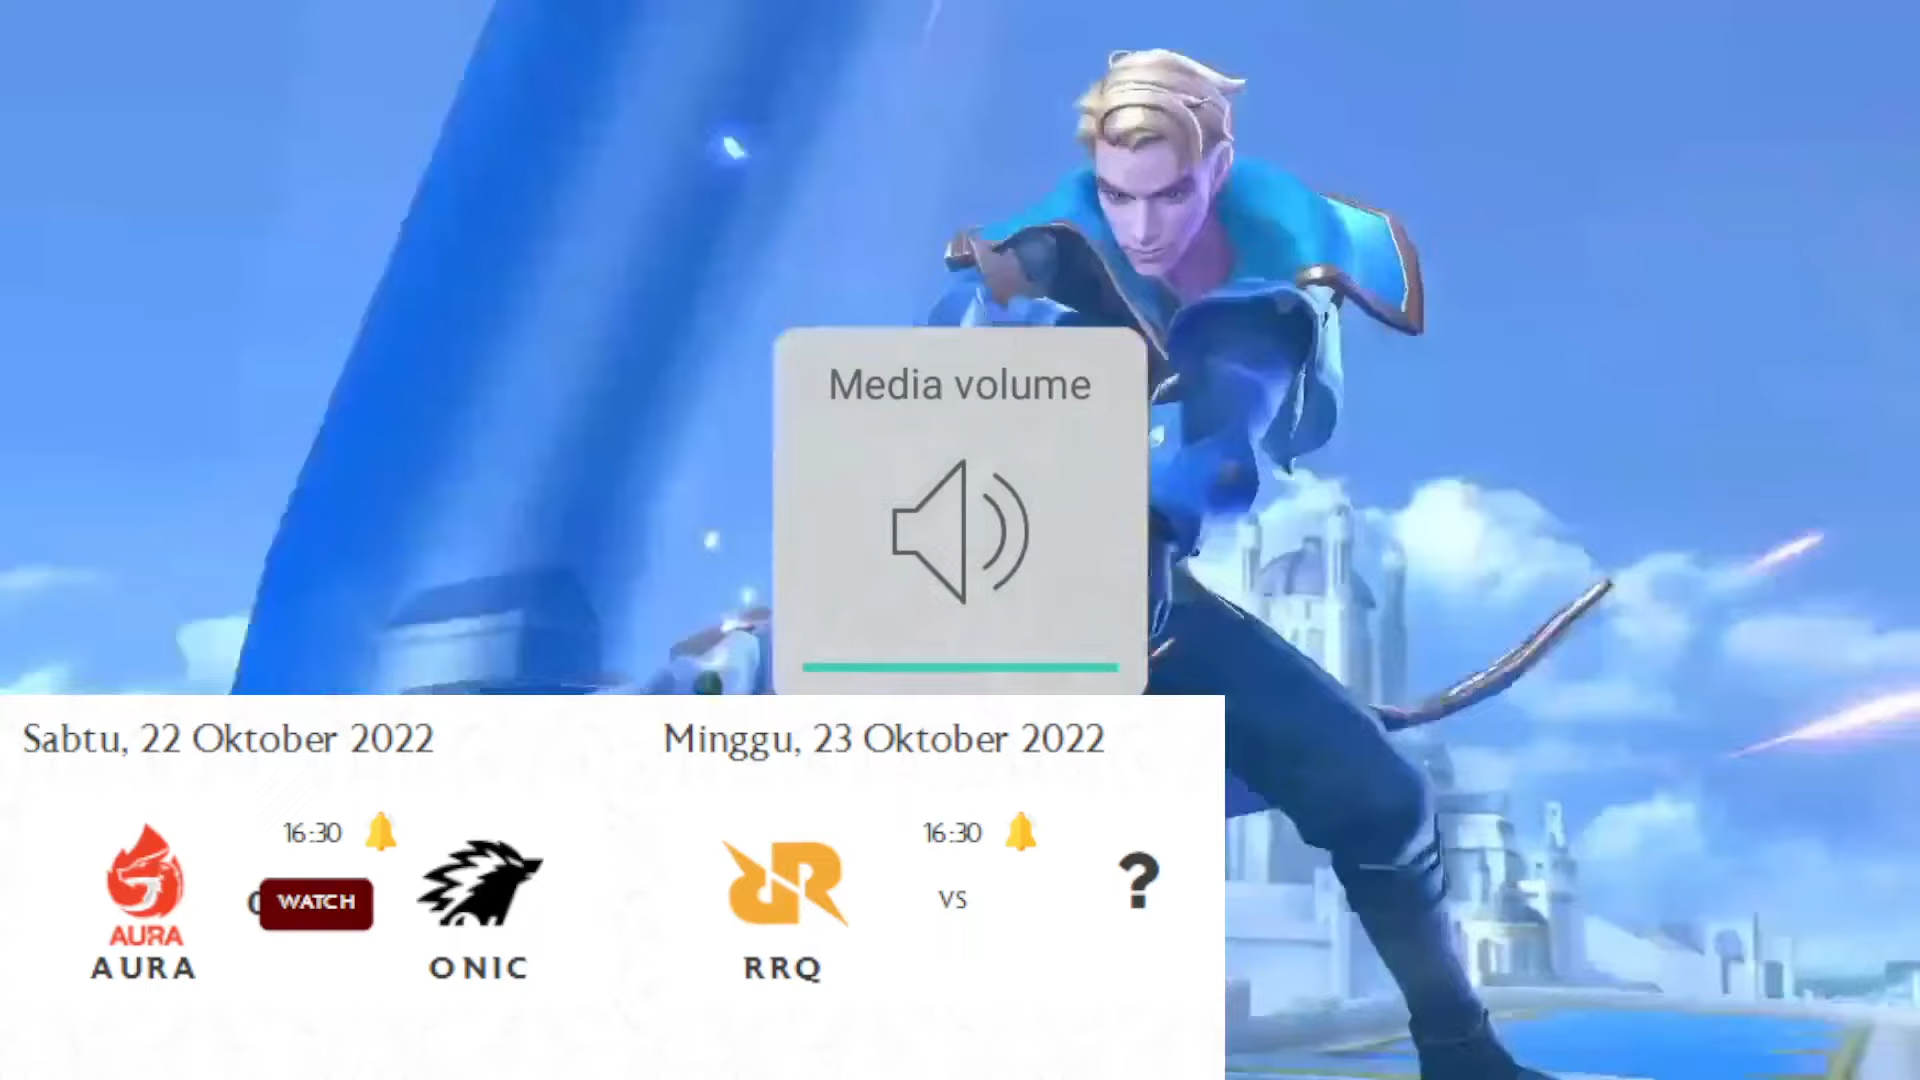 Media volume
Sabtu, 22 Oktober 2022
Minggu, 23 Oktober 2022
16:30
16:30
WATCH
VS
?
AURA
AURA
ONIC
RRQ